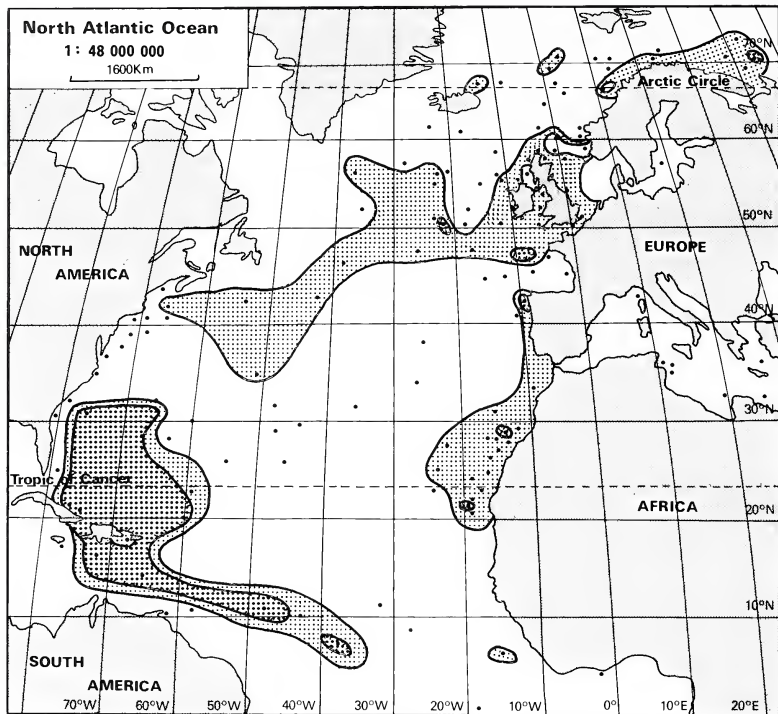 North Atlantic Ocean
1: 48 000 000
1600Km
70°N
Arctic Circle
60°N
50°N
NORTH
AMERICA
EUROPE
40°N
30°N
Tropic of Cancer
AFRICA
20°N
10°N
SOUTH
AMERICA
70°W 60°W 50°W 40°W 30°W 20°W 10°W 0° 10°E 20°E